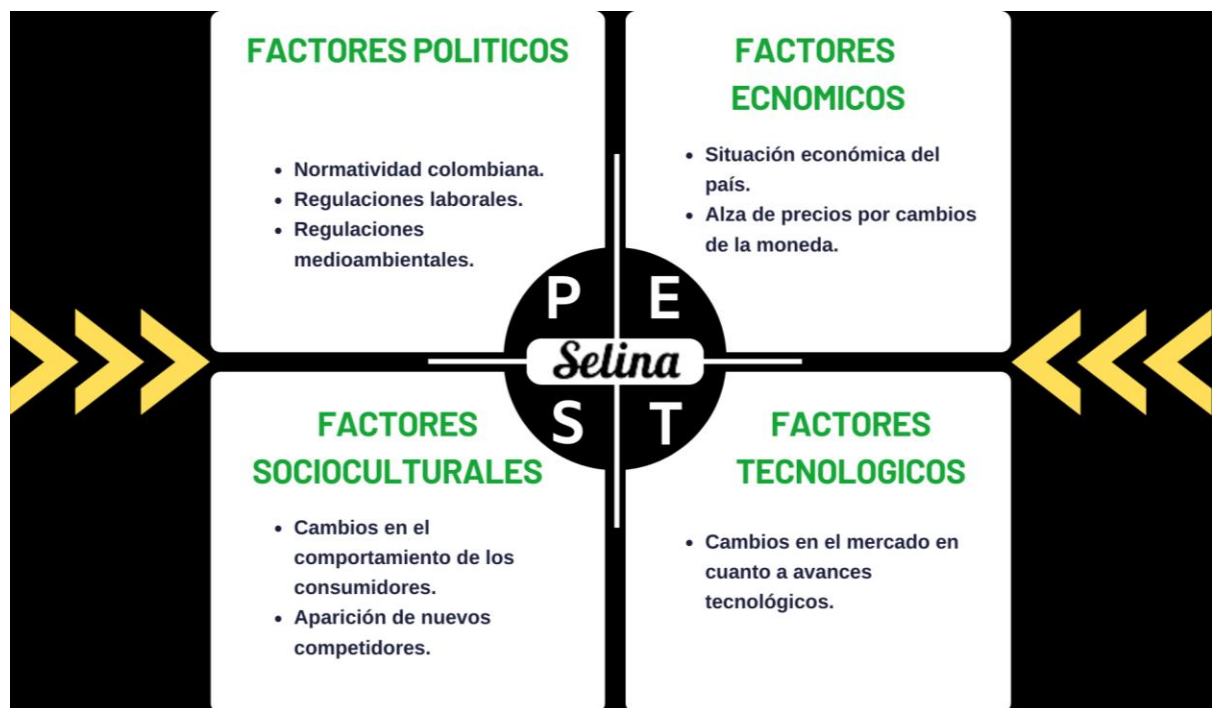 FACTORES POLITICOS
• Normatividad colombiana.
• Regulaciones laborales.
• Regulaciones
medioambientales.
FACTORES
ECNOMICOS
• Situación económica del
país.
• Alza de precios por cambios
de la moneda.
P E
Selina
S T
FACTORES
SOCIOCULTURALES
• Cambios en el
comportamiento de los
consumidores.
• Aparición de nuevos
competidores.
FACTORES
TECNOLOGICOS
• Cambios en el mercado en
cuanto a avances
tecnológicos.